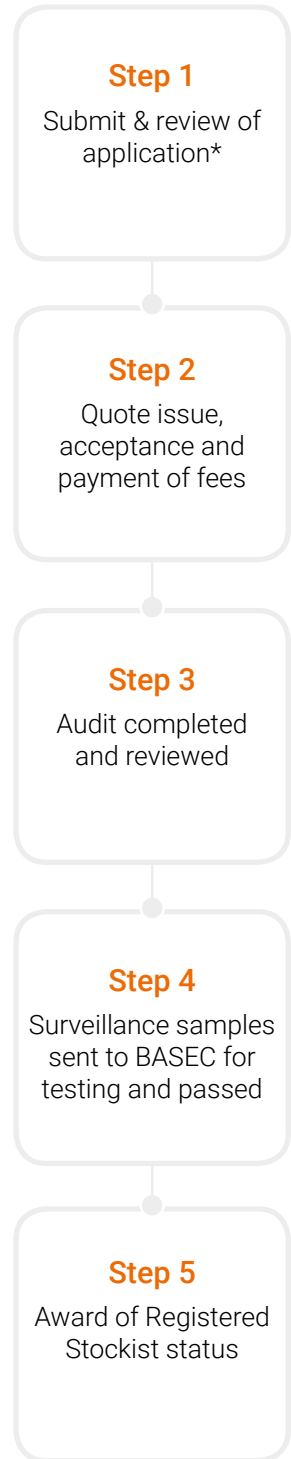 Step 1
Submit & review of
application*
Step 2
Quote issue,
acceptance and
payment of fees
Step 3
Audit completed
and reviewed
Step 4
Surveillance samples
sent to BASEC for
testing and passed
Step 5
Award of Registered
Stockist status